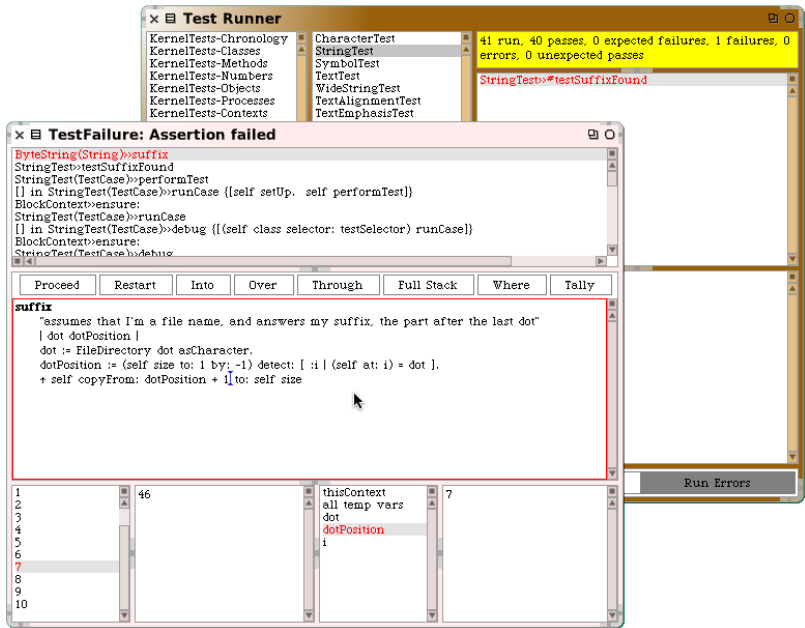 Test Runner
KernelTests-Chronology
KernelTests-Classes
KernelTests-Methods
KernelTests-Numbers
KernelTests-Objects
KernelTests-Processes
KernelTests-Contexts
CharacterTest
StringTest
SymbolTest
TextTest
WideStringTest
TextAlignmentTest
TextEmphasisTest
41 run, 40 passes, 0 expected failures, 1 failures, 0
errors, 0 unexpected passes
StringTest»#testSuffixFound
TestFailure: Assertion failed
ByteString(String)»suffix
StringTest»testSuffixFound
StringTest(TestCase)»performTest
[] in StringTest(TestCase)»runCase {[self setUp. self performTest]}
BlockContext»ensure:
StringTest(TestCase)»runCase
[] in StringTest(TestCase)»debug {[(self class selector: testSelector) runCase]}
BlockContext»ensure:
StringTest(TestCase)»debug
Proceed Restart Into Over Through Full Stack Where Tally
suffix
"assumes that I'm a file name, and answers my suffix, the part after the last dot"
| dot dotPosition |
dot := FileDirectory dot asCharacter.
dotPosition := (self size to: 1 by: -1) detect: [ :i | (self at: i) = dot ].
↑ self copyFrom: dotPosition + 1 to: self size
Run Errors
1
2
3
4
5
6
7
8
9
10
46
thisContext
all temp vars
dot
dotPosition
i
7